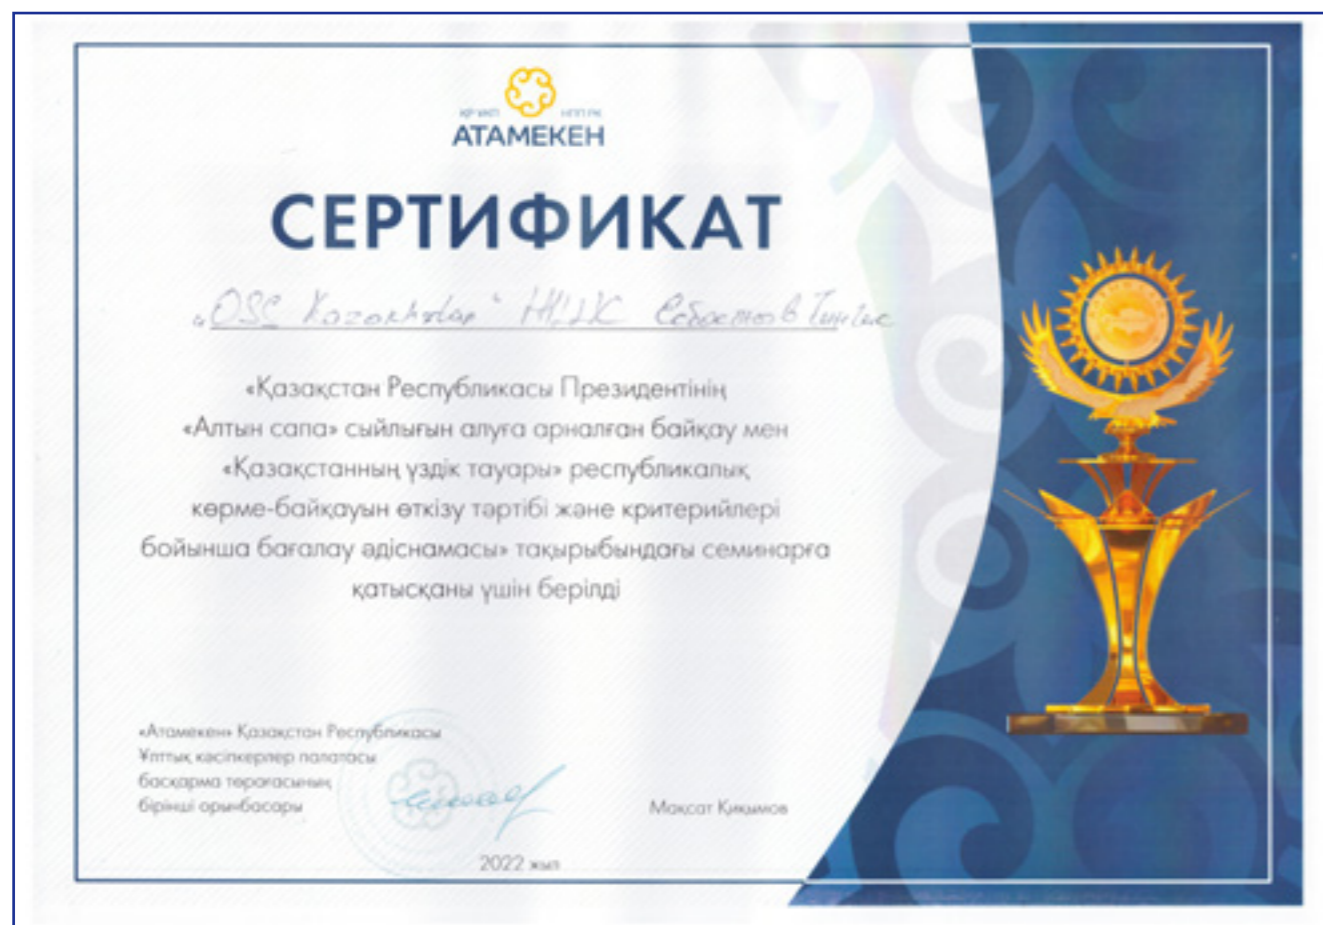 ҚР ҰКП НПП РК
АТАМЕКЕН
СЕРТИФИКАТ
„OSC Kazakhstan“ ЖШС
«Қазақстан Республикасы Президентінің
«Алтын сапа» сыйлығын алуға арналған байқау мен
«Қазақстанның үздік тауары» республикалық
көрме-байқауын өткізу тәртібі және критерийлері
бойынша бағалау әдіснамасы» тақырыбындағы семинарға
қатысқаны үшін берілді
«Атамекен» Қазақстан Республикасы
Ұлттық кәсіпкерлер палатасы
басқарма төрағасының
бірінші орынбасары
Мақсат Қиқымов
2022 жыл